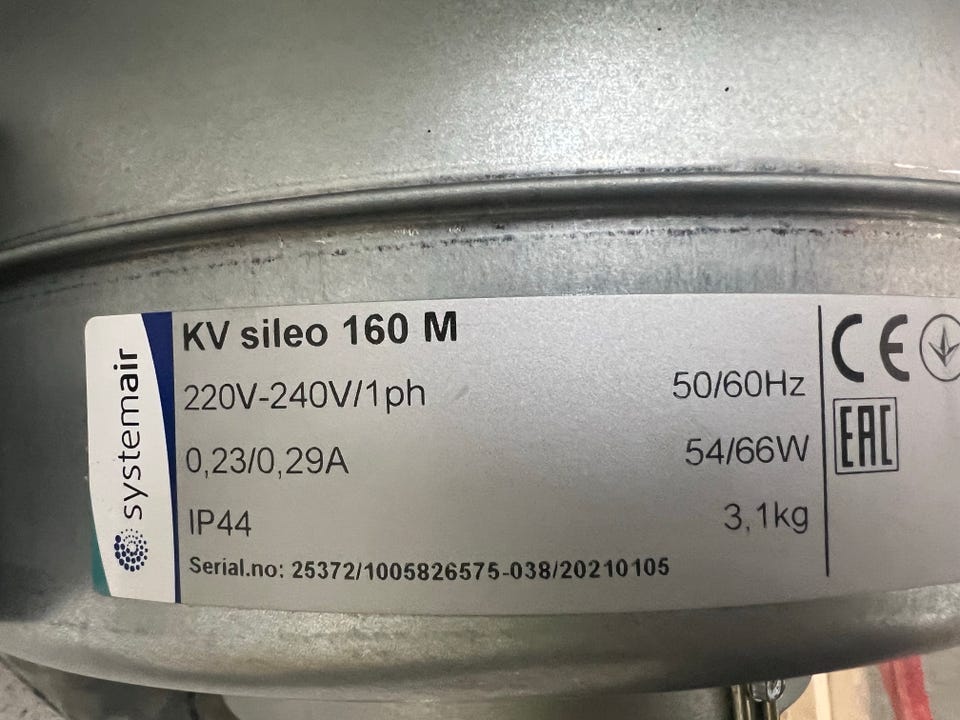 systemair
KV sileo 160 M
220V-240V/1ph 50/60Hz
0,23/0,29A 54/66W
IP44 3,1kg
Serial.no: 25372/1005826575-038/20210105
CE
EAC